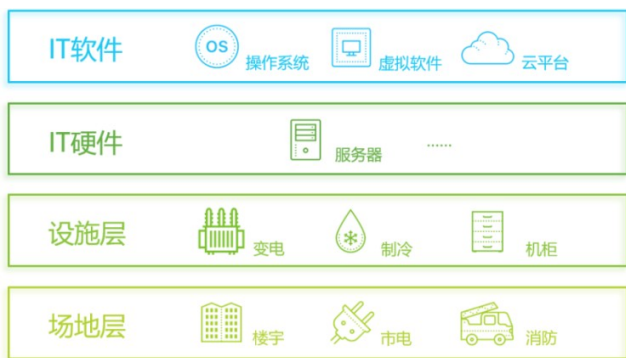 IT软件
OS
操作系统
虚拟软件
云平台
IT硬件
服务器
......
设施层
变电
制冷
机柜
场地层
楼宇
市电
消防